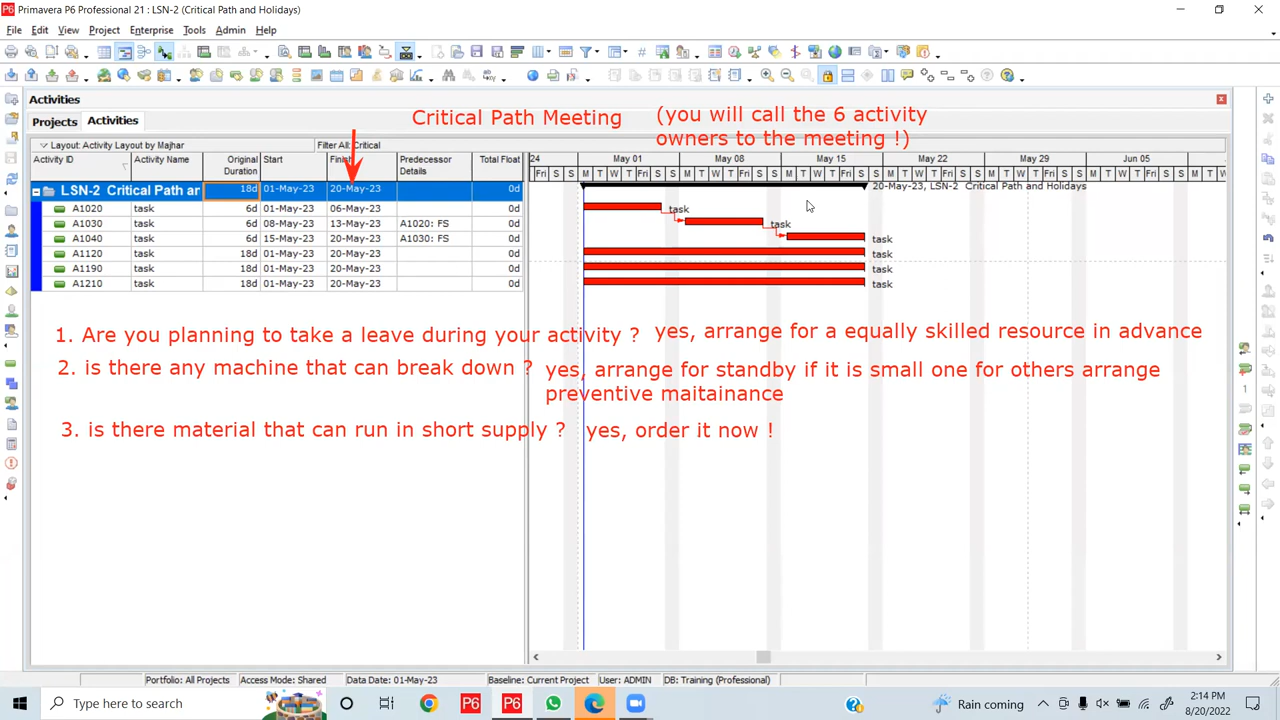 Primavera P6 Professional 21 : LSN-2 (Critical Path and Holidays)
File Edit View Project Enterprise Tools Admin Help
Activities
Projects Activities
Critical Path Meeting
(you will call the 6 activity
owners to the meeting !)
Layout: Activity Layout by Majhar Filter All: Critical
Activity ID Activity Name Original Duration Start Finish Predecessor Details Total Float
24 May 01 May 08 May 15 May 22 May 29 Jun 05
Fri S S M T W T Fri S S M T W T Fri S S M T W T Fri S S M T W T Fri S S M T W T Fri S S M T W T Fri S S M T W
LSN-2 Critical Path ar 18d 01-May-23 20-May-23 0d 20-May-23, LSN-2 Critical Path and Holidays
A1020 task 6d 01-May-23 06-May-23 0d task
A1030 task 6d 08-May-23 13-May-23 A1020: FS 0d task
A1040 task 6d 15-May-23 20-May-23 A1030: FS 0d task
A1120 task 18d 01-May-23 20-May-23 0d task
A1190 task 18d 01-May-23 20-May-23 0d task
A1210 task 18d 01-May-23 20-May-23 0d task
1. Are you planning to take a leave during your activity ? yes, arrange for a equally skilled resource in advance
2. is there any machine that can break down ? yes, arrange for standby if it is small one for others arrange
preventive maitainance
3. is there material that can run in short supply ? yes, order it now !
Portfolio: All Projects Access Mode: Shared Data Date: 01-May-23 Baseline: Current Project User: ADMIN DB: Training (Professional)
Type here to search Rain coming 2:14 PM
8/20/2022